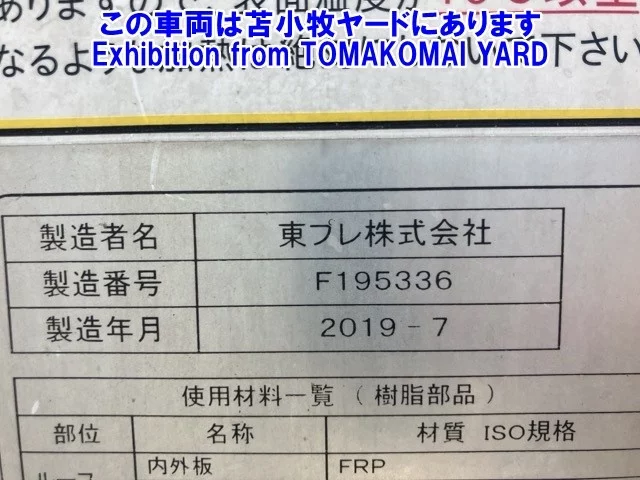 この車両は苫小牧ヤードにあります
Exhibition from TOMAKOMAI YARD
製造者名 東プレ株式会社
製造番号 F195336
製造年月 2019-7
使用材料一覧(樹脂部品)
部位 名称 材質 ISO規格
ルーフ 内外板 FRP